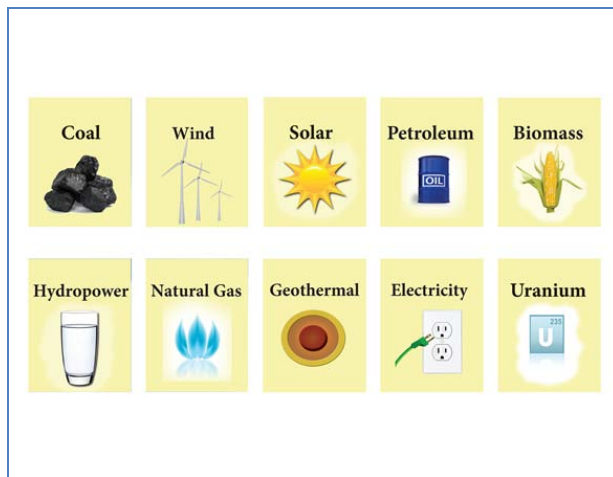 Coal
Wind
Solar
Petroleum
OIL
Biomass
Hydropower
Natural Gas
Geothermal
Electricity
Uranium
235
U